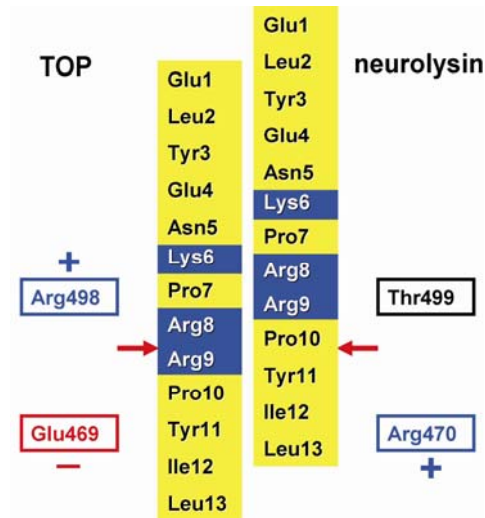 TOP
neurolysin
Glu1
Leu2
Tyr3
Glu4
Asn5
Lys6
Pro7
Arg8
Arg9
Pro10
Tyr11
Ile12
Leu13
Glu1
Leu2
Tyr3
Glu4
Asn5
Lys6
Pro7
Arg8
Arg9
Pro10
Tyr11
Ile12
Leu13
+
Arg498
Glu469
−
Thr499
Arg470
+